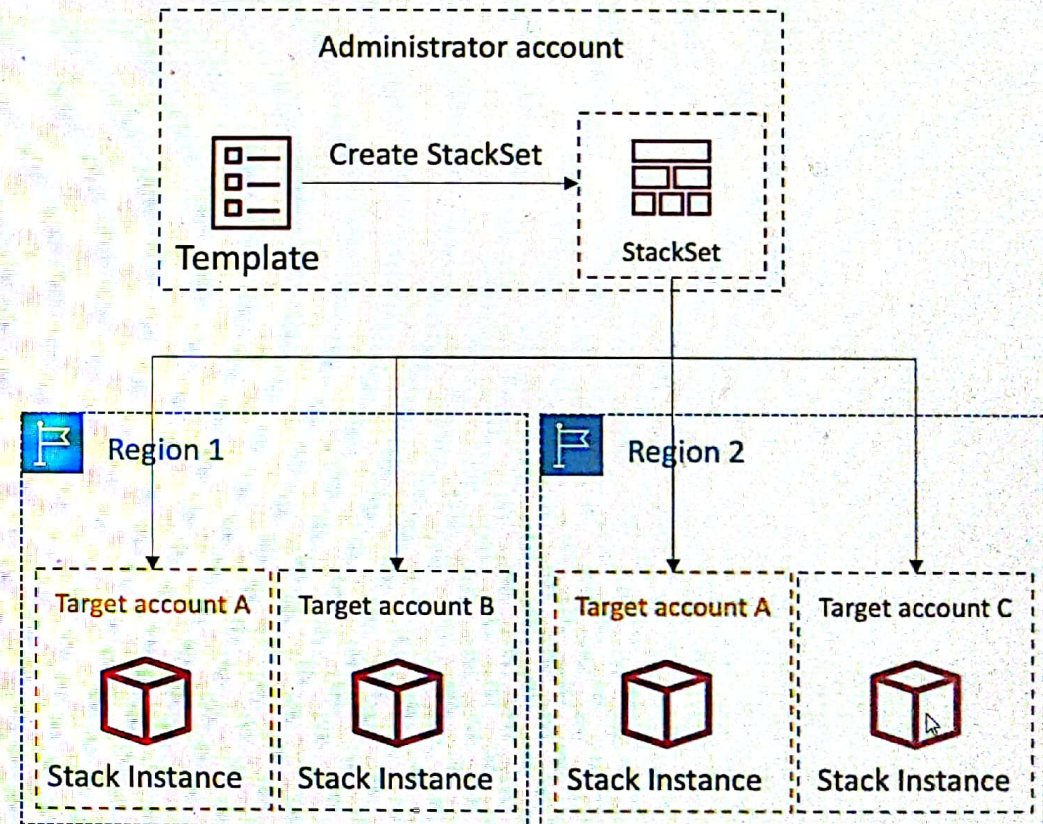 Administrator account
Create StackSet
Template
StackSet
Region 1
Region 2
Target account A
Target account B
Target account A
Target account C
Stack Instance
Stack Instance
Stack Instance
Stack Instance